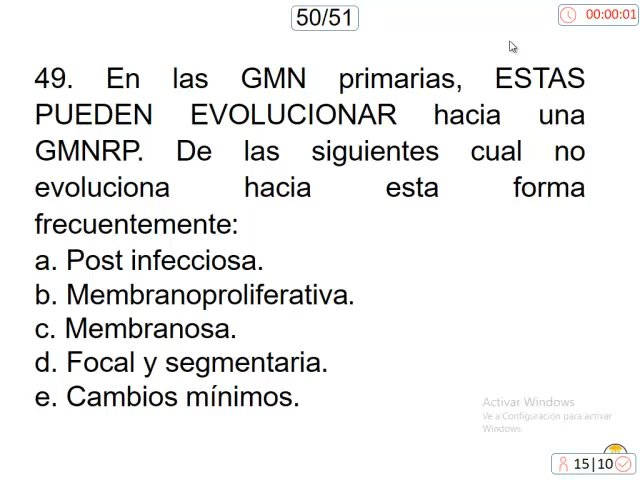 50/51
00:00:01
49. En las GMN primarias, ESTAS
PUEDEN EVOLUCIONAR hacia una
GMNRP. De las siguientes cual no
evoluciona hacia esta forma
frecuentemente:
a. Post infecciosa.
b. Membranoproliferativa.
c. Membranosa.
d. Focal y segmentaria.
e. Cambios mínimos.
Activar Windows
Ve a Configuración para activar
Windows.
15|10